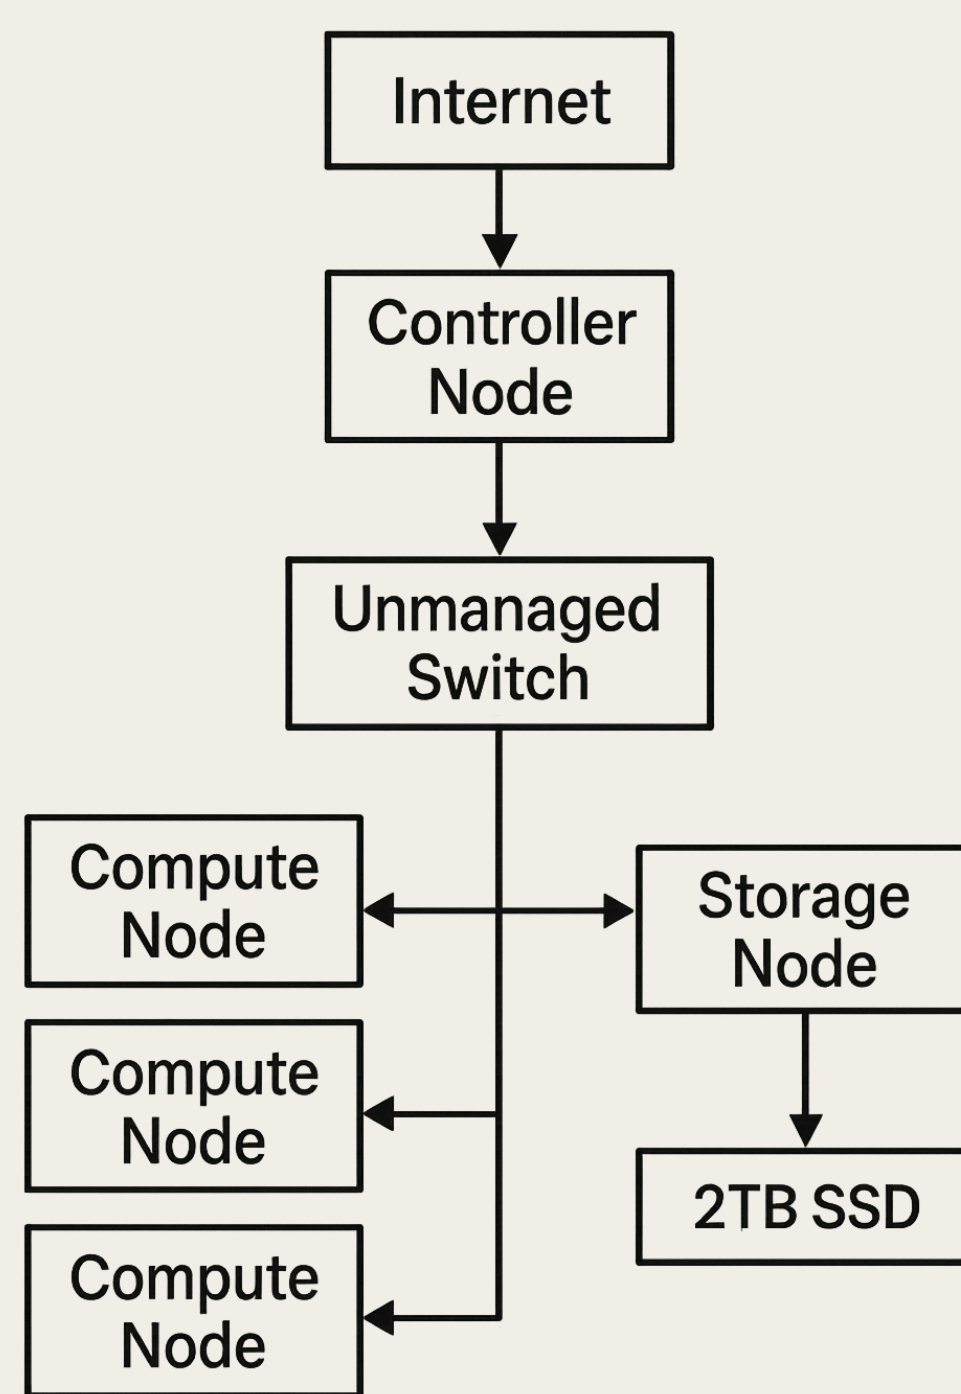 Internet
Controller
Node
Unmanaged
Switch
Compute
Node
Storage
Node
Compute
Node
2TB SSD
Compute
Node